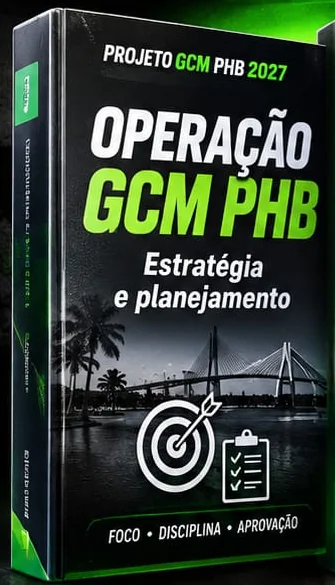 PROJETO GCM PHB 2027
OPERAÇÃO
GCM PHB
Estratégia
e planejamento
FOCO • DISCIPLINA • APROVAÇÃO